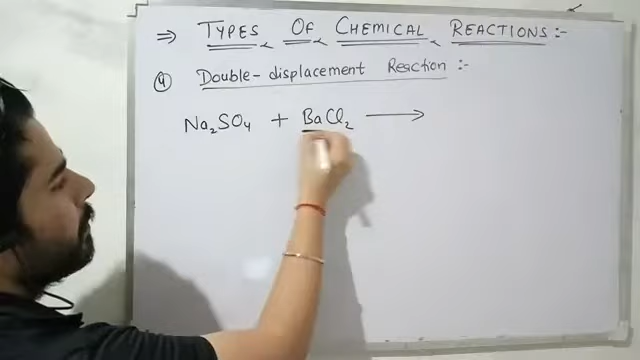 ⇒ TYPES OF CHEMICAL REACTIONS :-
④ Double-displacement Reaction :-
Na₂SO₄ + BaCl₂ ⟶